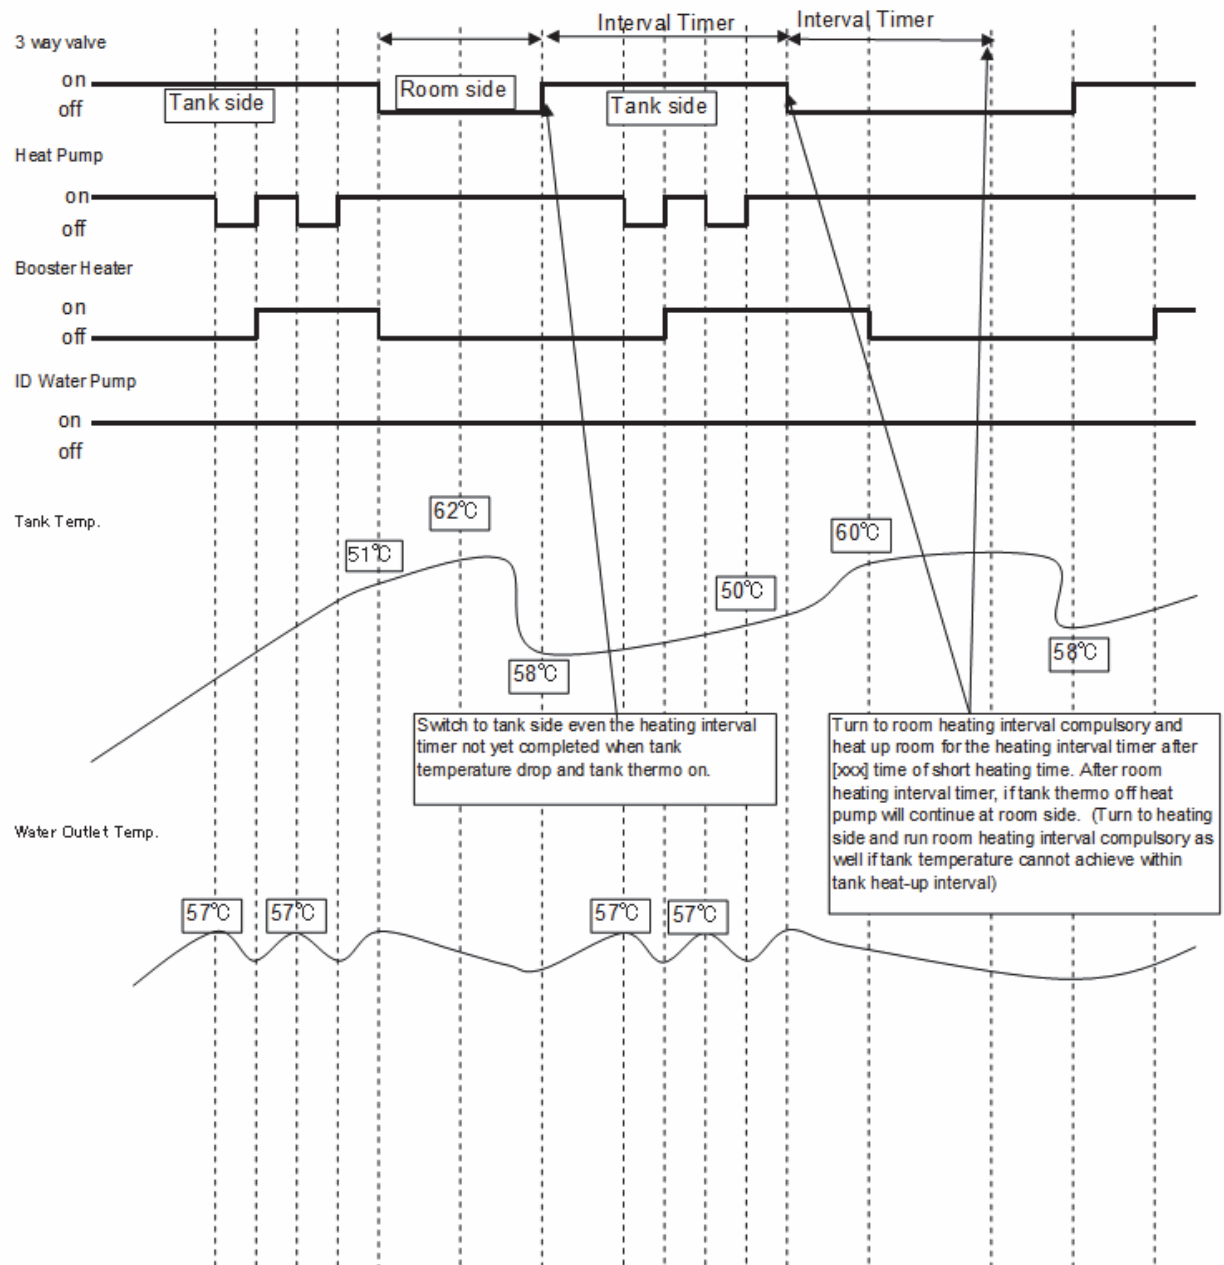 Interval Timer
Interval Timer
3 way valve
on
off
Tank side
Room side
Tank side
Heat Pump
on
off
Booster Heater
on
off
ID Water Pump
on
off
Tank Temp.
51°C
62°C
58°C
50°C
60°C
58°C
Switch to tank side even the heating interval
timer not yet completed when tank
temperature drop and tank thermo on.
Turn to room heating interval compulsory and
heat up room for the heating interval timer after
[xxx] time of short heating time. After room
heating interval timer, if tank thermo off heat
pump will continue at room side. (Turn to heating
side and run room heating interval compulsory as
well if tank temperature cannot achieve within
tank heat-up interval)
Water Outlet Temp.
57°C
57°C
57°C
57°C